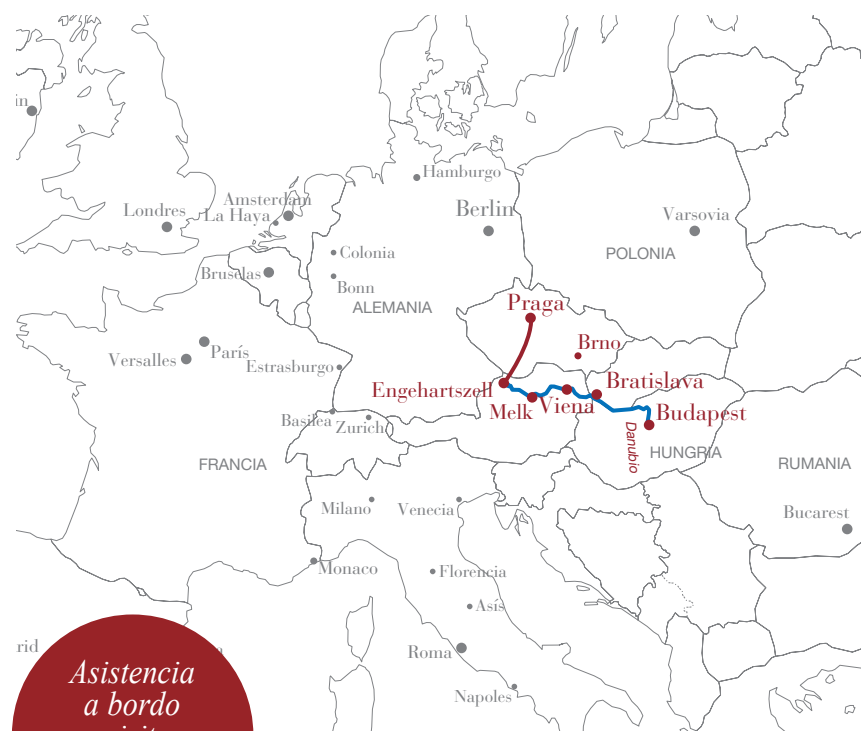 Hamburgo
Amsterdam
La Haya
Londres
Berlin
Varsovia
Colonia
POLONIA
Bruselas
Bonn
ALEMANIA
Praga
París
Brno
Versalles
Estrasburgo
Engehartszell
Bratislava
Melk
Viena
Budapest
Basilea
Zurich
Danubio
HUNGRIA
FRANCIA
RUMANIA
Milano
Venecia
Bucarest
Monaco
Florencia
Asís
Roma
Napoles
Asistencia
a bordo